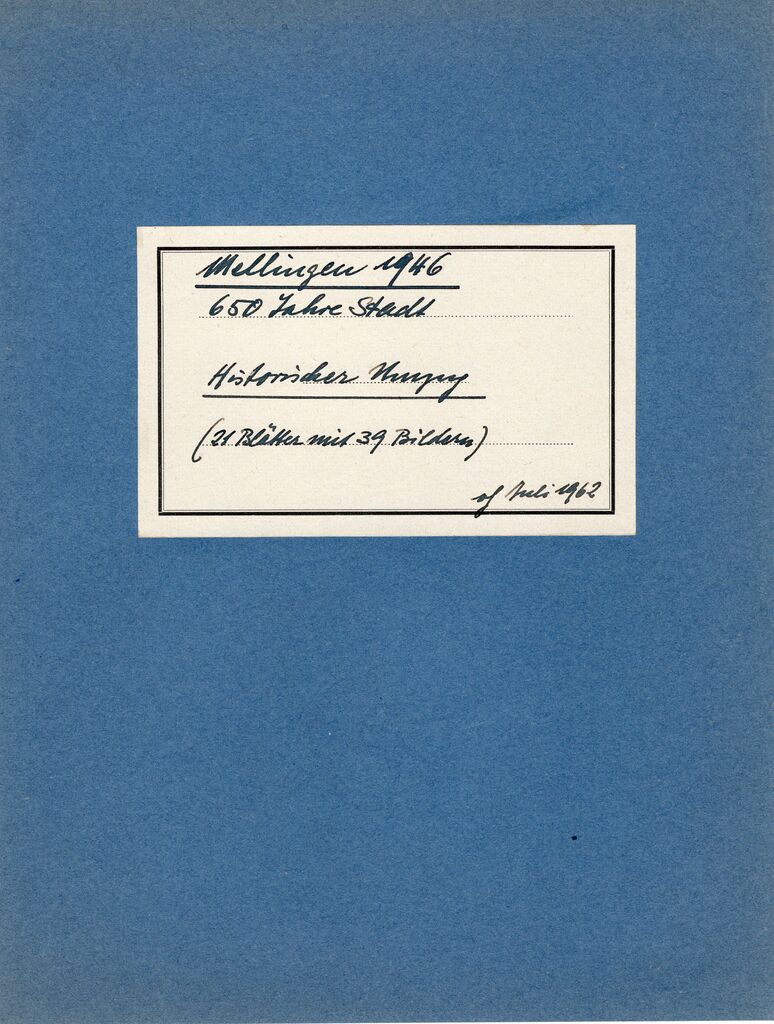 Mellingen 1946
650 Jahre Stadt
Historischer Umzug
(21 Blätter mit 39 Bildern)
Juli 1962